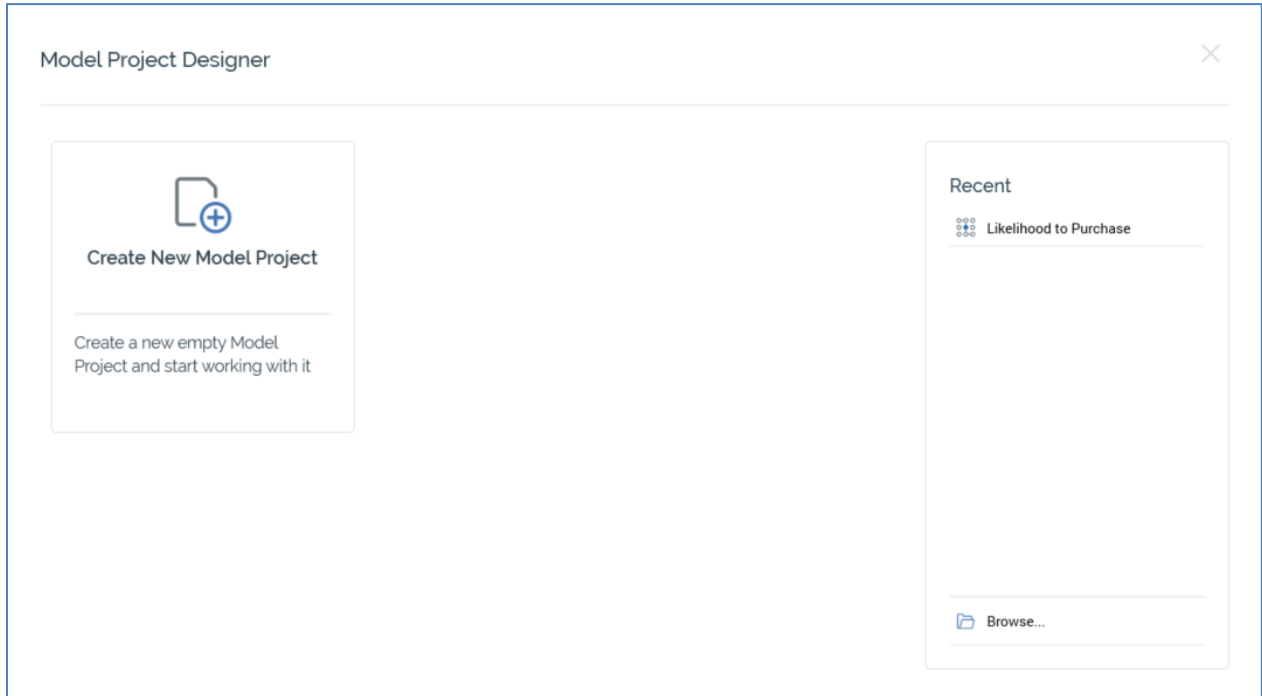 Model Project Designer
Create New Model Project
Create a new empty Model
Project and start working with it
Recent
Likelihood to Purchase
Browse...